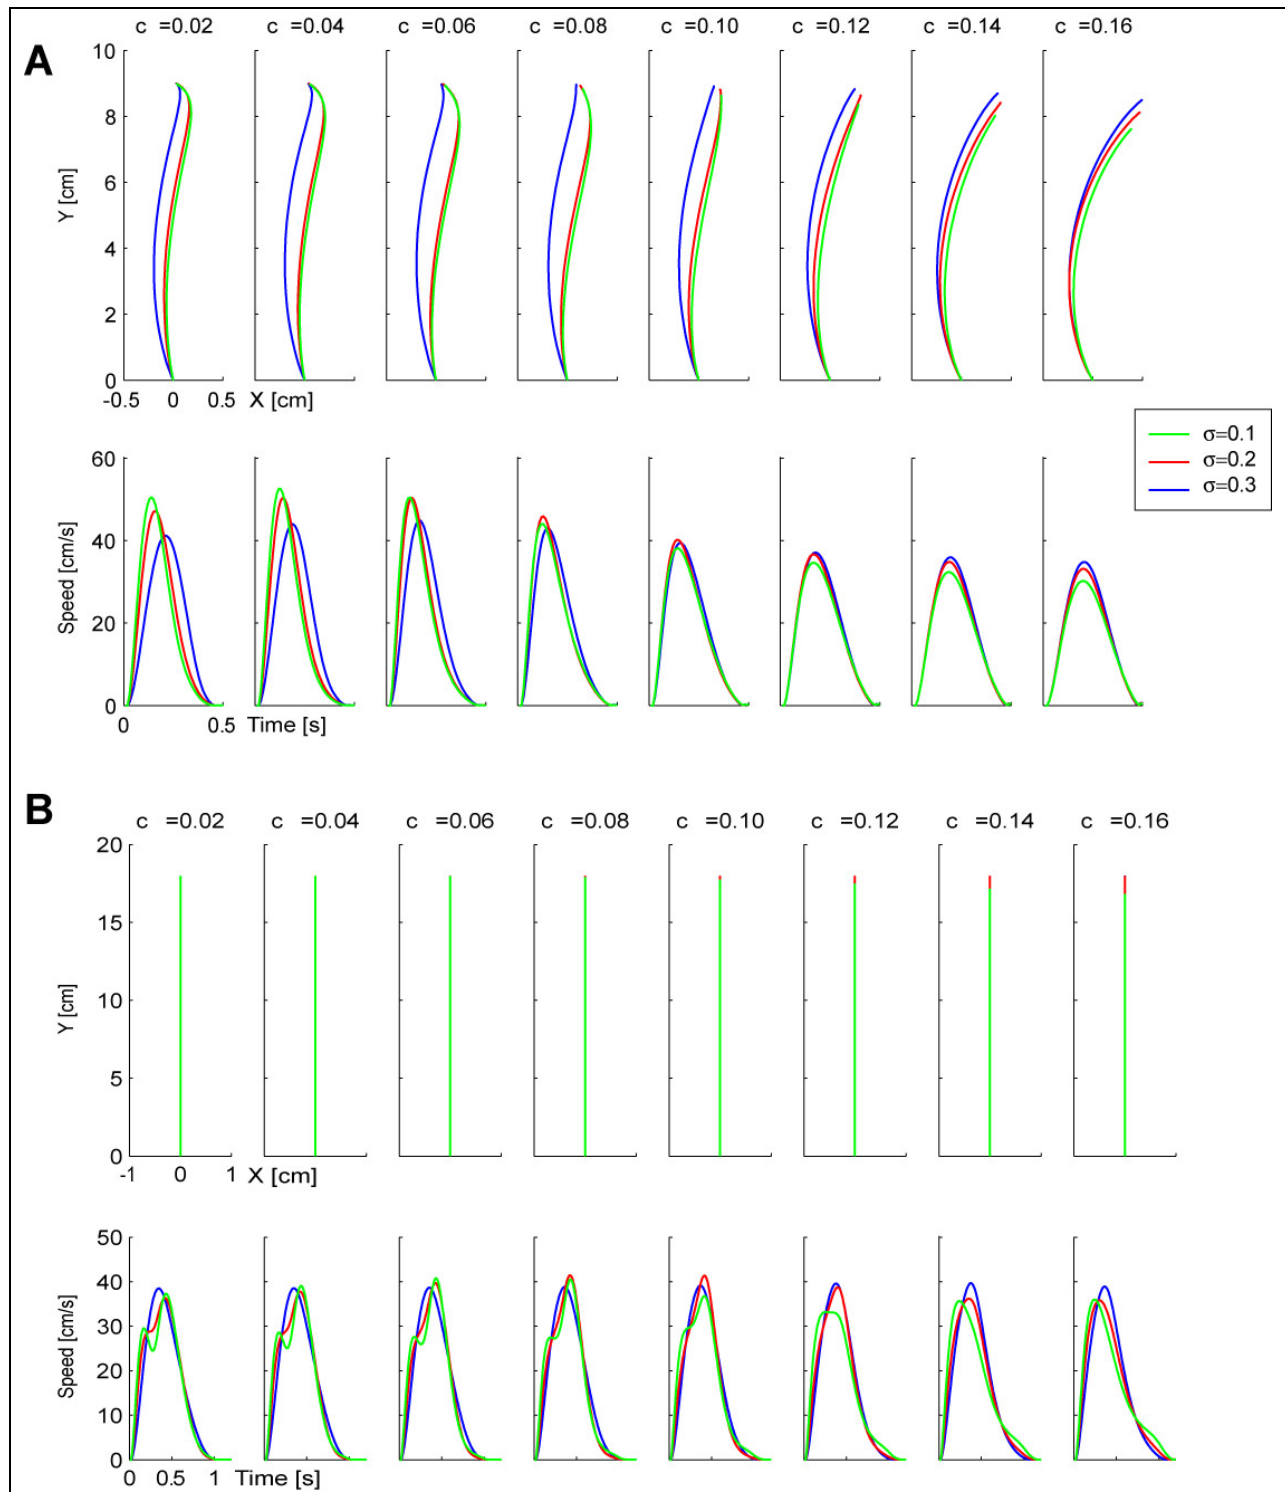 A
c =0.02 c =0.04 c =0.06 c =0.08 c =0.10 c =0.12 c =0.14 c =0.16
10
8
6
4
2
0
Y [cm]
-0.5 0 0.5 X [cm]
60
40
20
0
Speed [cm/s]
0 0.5 Time [s]
σ=0.1
σ=0.2
σ=0.3
B
c =0.02 c =0.04 c =0.06 c =0.08 c =0.10 c =0.12 c =0.14 c =0.16
20
15
10
5
0
Y [cm]
-1 0 1 X [cm]
50
40
30
20
10
0
Speed [cm/s]
0 0.5 1 Time [s]